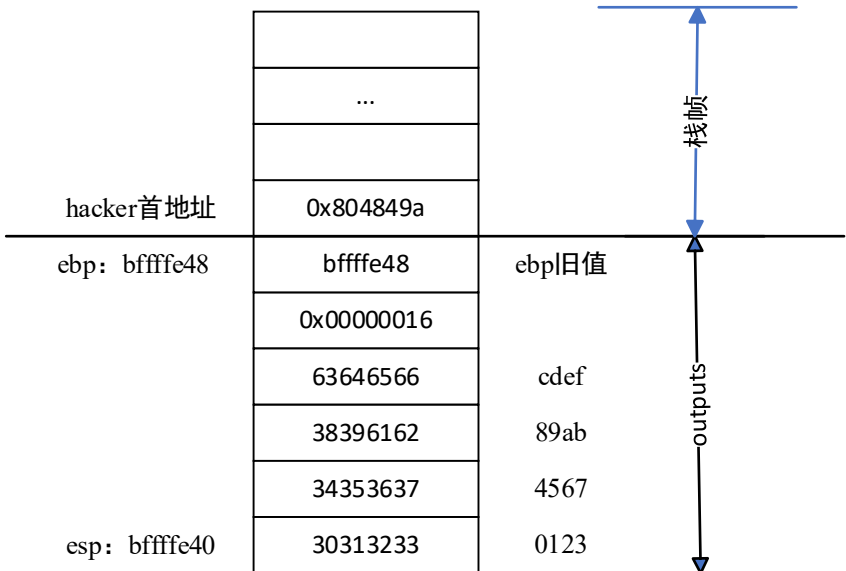 ...
栈帧
hacker首地址 0x804849a
ebp：bffffe48 bffffe48 ebp旧值
0x00000016
63646566 cdef
outputs
38396162 89ab
34353637 4567
esp：bffffe40 30313233 0123